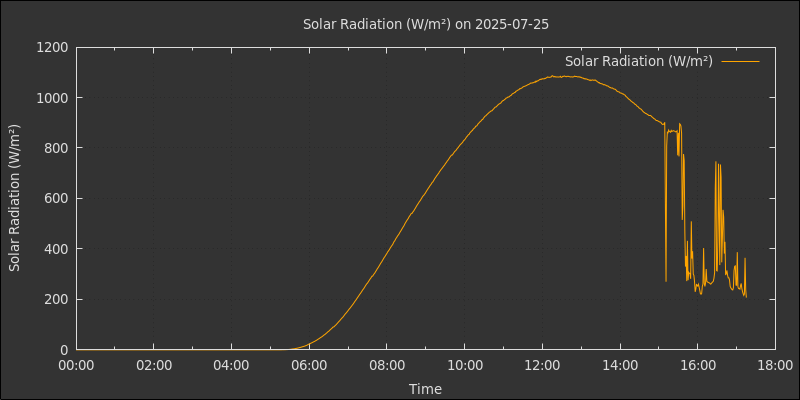 Solar Radiation (W/m²) on 2025-07-25
Solar Radiation (W/m²)
Solar Radiation (W/m²)
1200
1000
800
600
400
200
0
00:00 02:00 04:00 06:00 08:00 10:00 12:00 14:00 16:00 18:00
Time